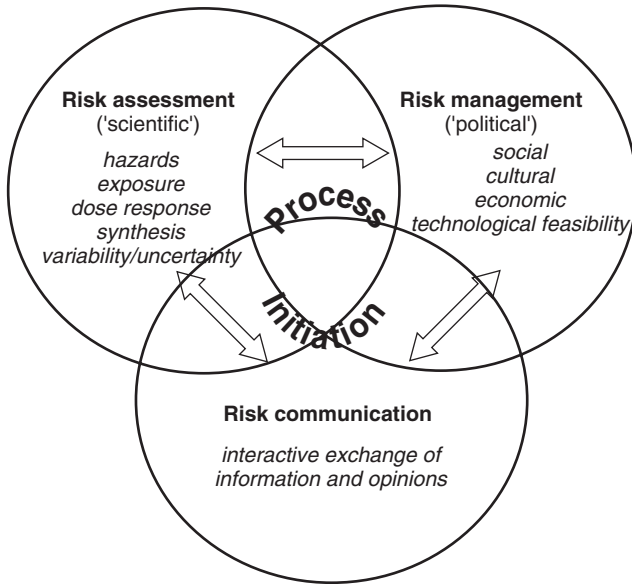 Risk assessment
('scientific')
hazards
exposure
dose response
synthesis
variability/uncertainty
Risk management
('political')
social
cultural
economic
technological feasibility
Process
Initiation
Risk communication
interactive exchange of
information and opinions